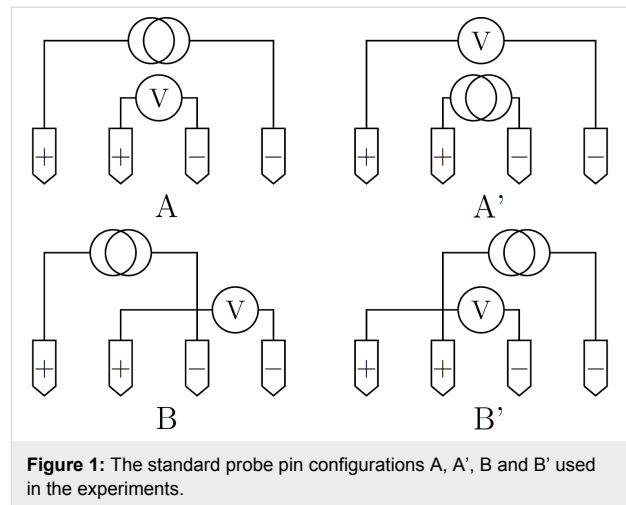 V V
V
+ + − − + + − −
A A'
V V
+ + − − + + − −
B B'
Figure 1: The standard probe pin configurations A, A', B and B' used
in the experiments.